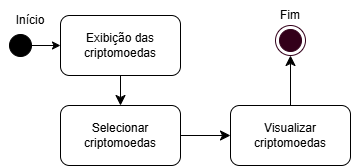 Início
Fim
Exibição das
criptomoedas
Selecionar
criptomoedas
Visualizar
criptomoedas